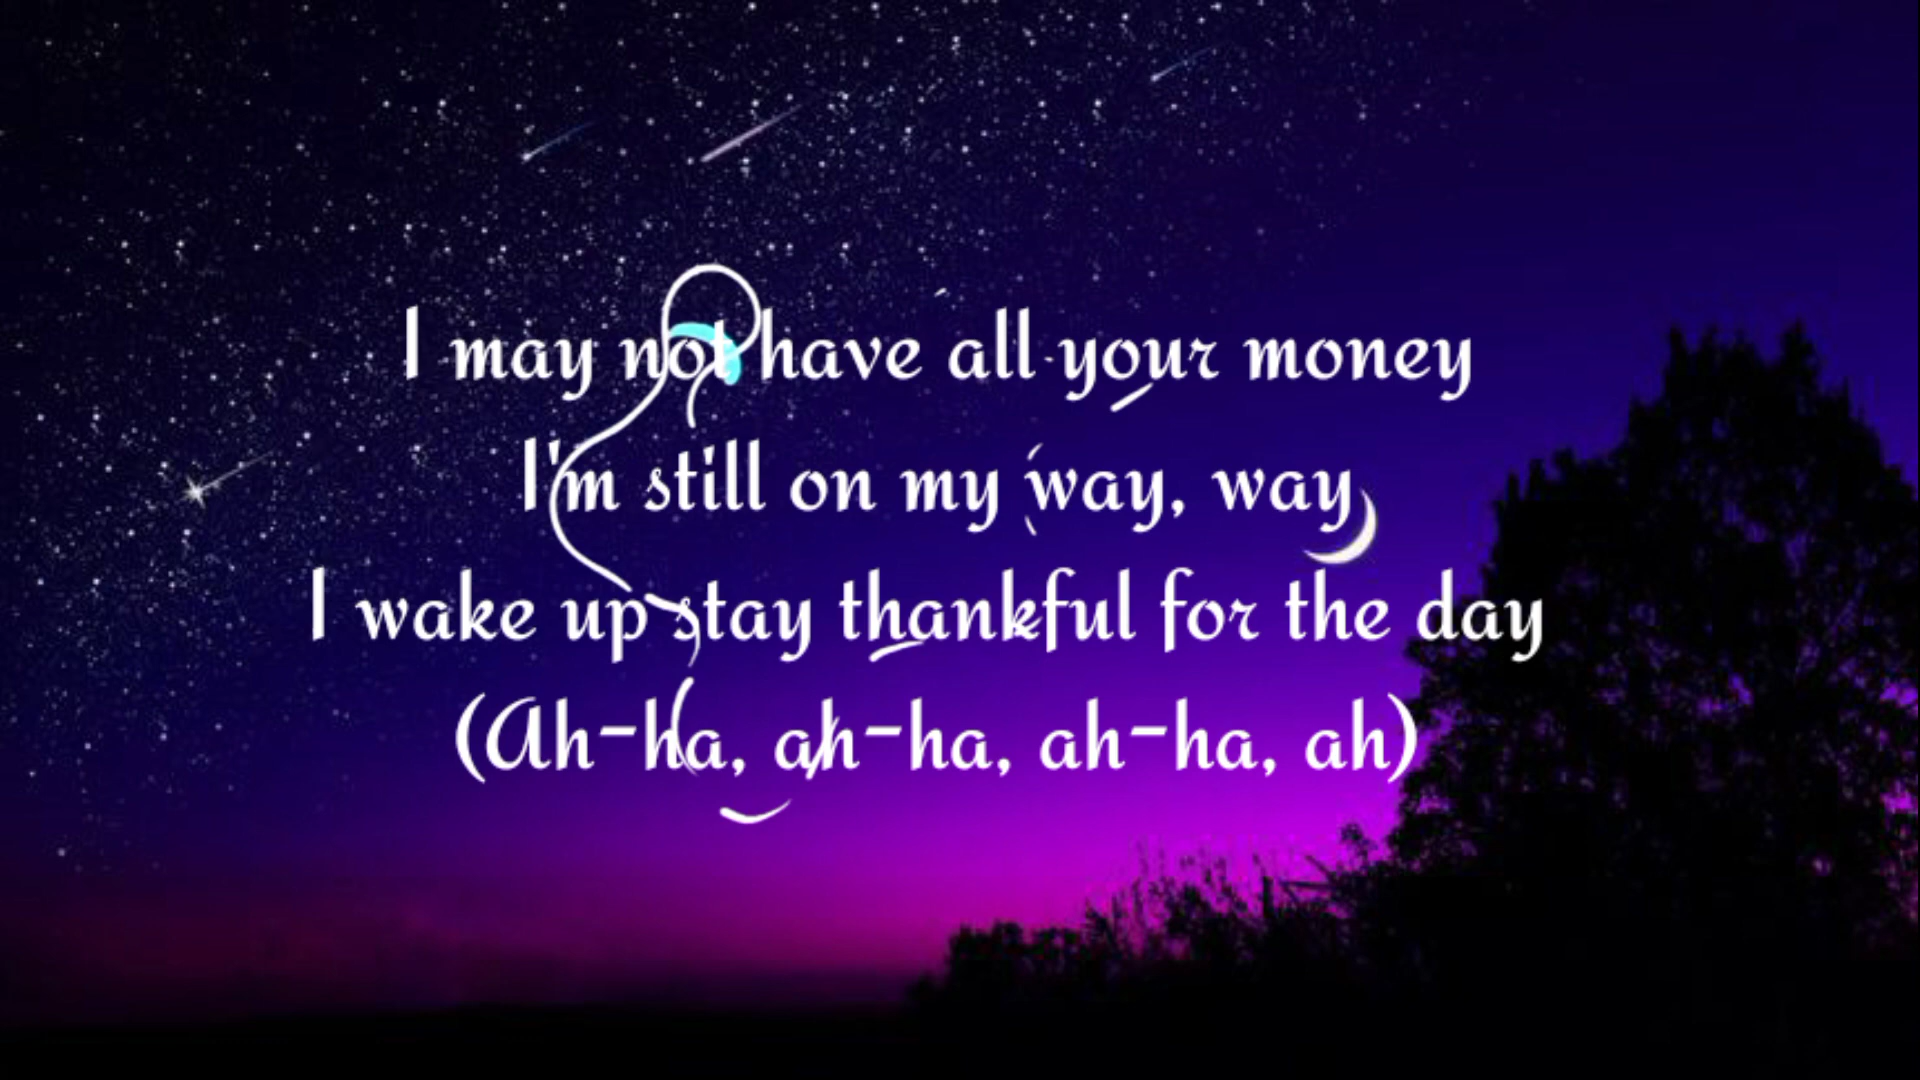 I may not have all your money
I'm still on my way, way
I wake up stay thankful for the day
(Ah-ha, ah-ha, ah-ha, ah)